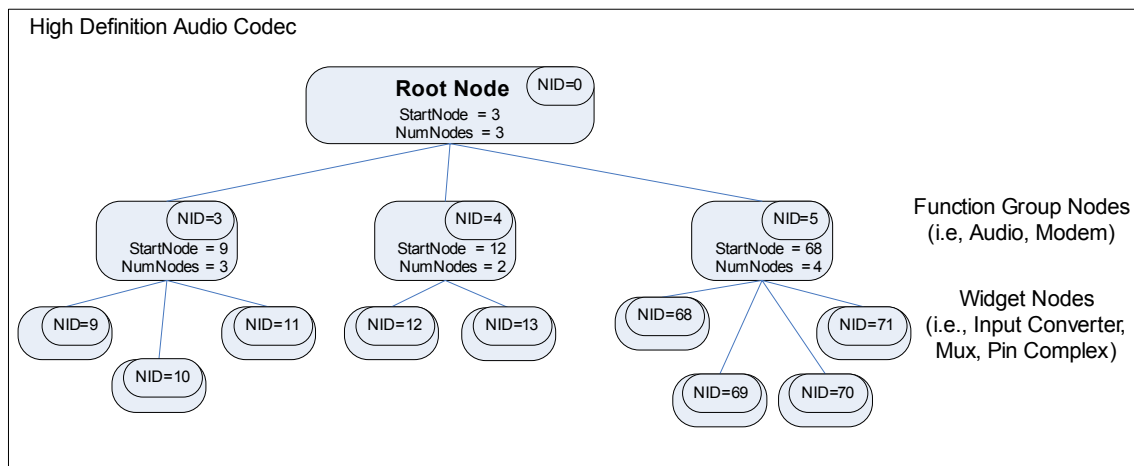 High Definition Audio Codec
Root Node
NID=0
StartNode = 3
NumNodes = 3
NID=3
StartNode = 9
NumNodes = 3
NID=4
StartNode = 12
NumNodes = 2
NID=5
StartNode = 68
NumNodes = 4
Function Group Nodes
(i.e, Audio, Modem)
NID=9
NID=10
NID=11
NID=12
NID=13
NID=68
NID=69
NID=70
NID=71
Widget Nodes
(i.e., Input Converter,
Mux, Pin Complex)